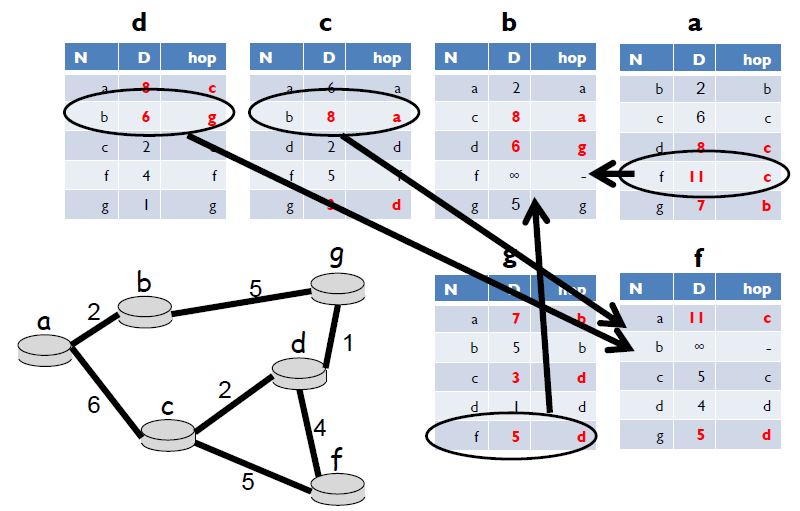 d
N D hop
a 8 c
b 6 g
c 2
f 4 f
g 1 g
c
N D hop
a 6 a
b 8 a
d 2 d
f 5 f
g 3 d
b
N D hop
a 2 a
c 8 a
d 6 g
f ∞ -
g 5 g
a
N D hop
b 2 b
c 6 c
d 8 c
f 11 c
g 7 b
g
N D hop
a 7 b
b 5 b
c 3 d
d 1 d
f 5 d
f
N D hop
a 11 c
b ∞ -
c 5 c
d 4 d
g 5 d
g
b
5
2
a
1
d
2
6
c
4
f
5